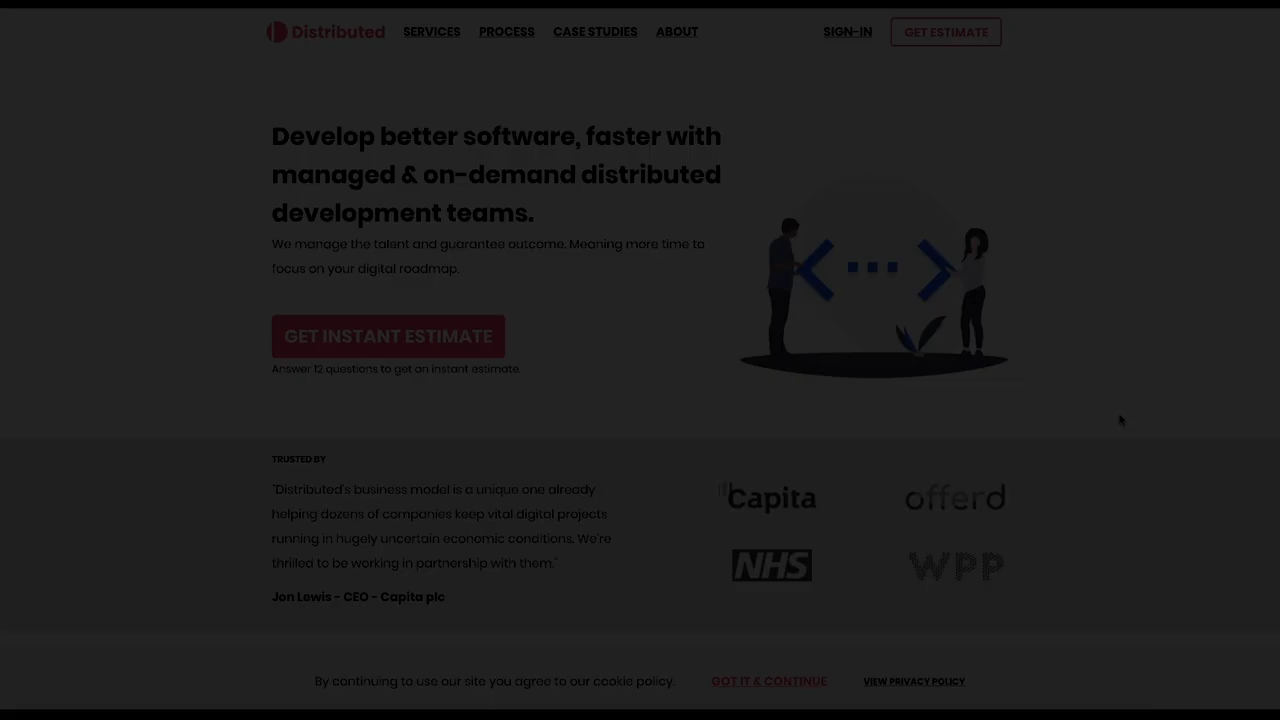 Distributed SERVICES PROCESS CASE STUDIES ABOUT SIGN-IN GET ESTIMATE
Develop better software, faster with
managed & on-demand distributed
development teams.
We manage the talent and guarantee outcome. Meaning more time to
focus on your digital roadmap.
GET INSTANT ESTIMATE
Answer 12 questions to get an instant estimate
TRUSTED BY
"Distributed's business model is a unique one already
helping dozens of companies keep vital digital projects
running in hugely uncertain economic conditions. We're
thrilled to be working in partnership with them."
Jon Lewis - CEO - Capita plc
Capita offerd
NHS WPP
By continuing to use our site you agree to our cookie policy. GOT IT & CONTINUE VIEW PRIVACY POLICY